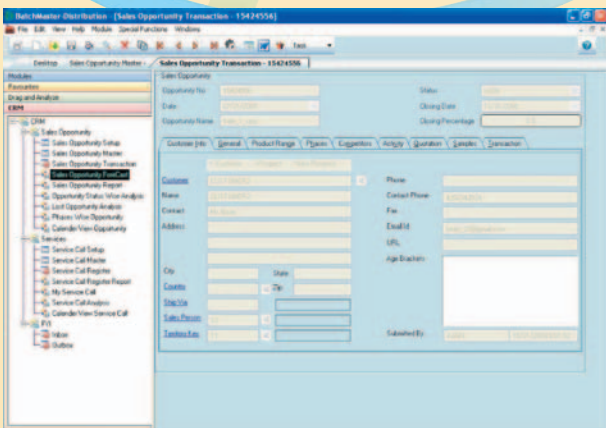 BatchMaster Distribution - [Sales Opportunity Transaction - 15424556]
File Edit View Help Module Special Functions Windows
Task
Desktop Sales Opportunity Master Sales Opportunity Transaction - 15424556
Modules
Favourites
Drag and Analysis
CRM
CRM
Sales Opportunity
Sales Opportunity Setup
Sales Opportunity Master
Sales Opportunity Transaction
Sales Opportunity ForeCast
Sales Opportunity Report
Opportunity Status Wise Analysis
Lost Opportunity Analysis
Phases Wise Opportunity
Calender View Opportunity
Services
Service Call Setup
Service Call Master
Service Call Register
Service Call Register Report
My Service Call
Service Call Analysis
Calender View Service Call
FYI
Inbox
Outbox
Sales Opportunity
Opportunity No Status
Date Closing Date
Opportunity Name Closing Percentage
Customer Info General Product Range Phases Competitors Activity Quotation Samples Transaction
Customer Phone
Name Contact Phone
Contact Fax
Address Email Id
URL
Age Brackets
City State
Country Zip
Ship Via
Sales Person
Territory Key Submitted By